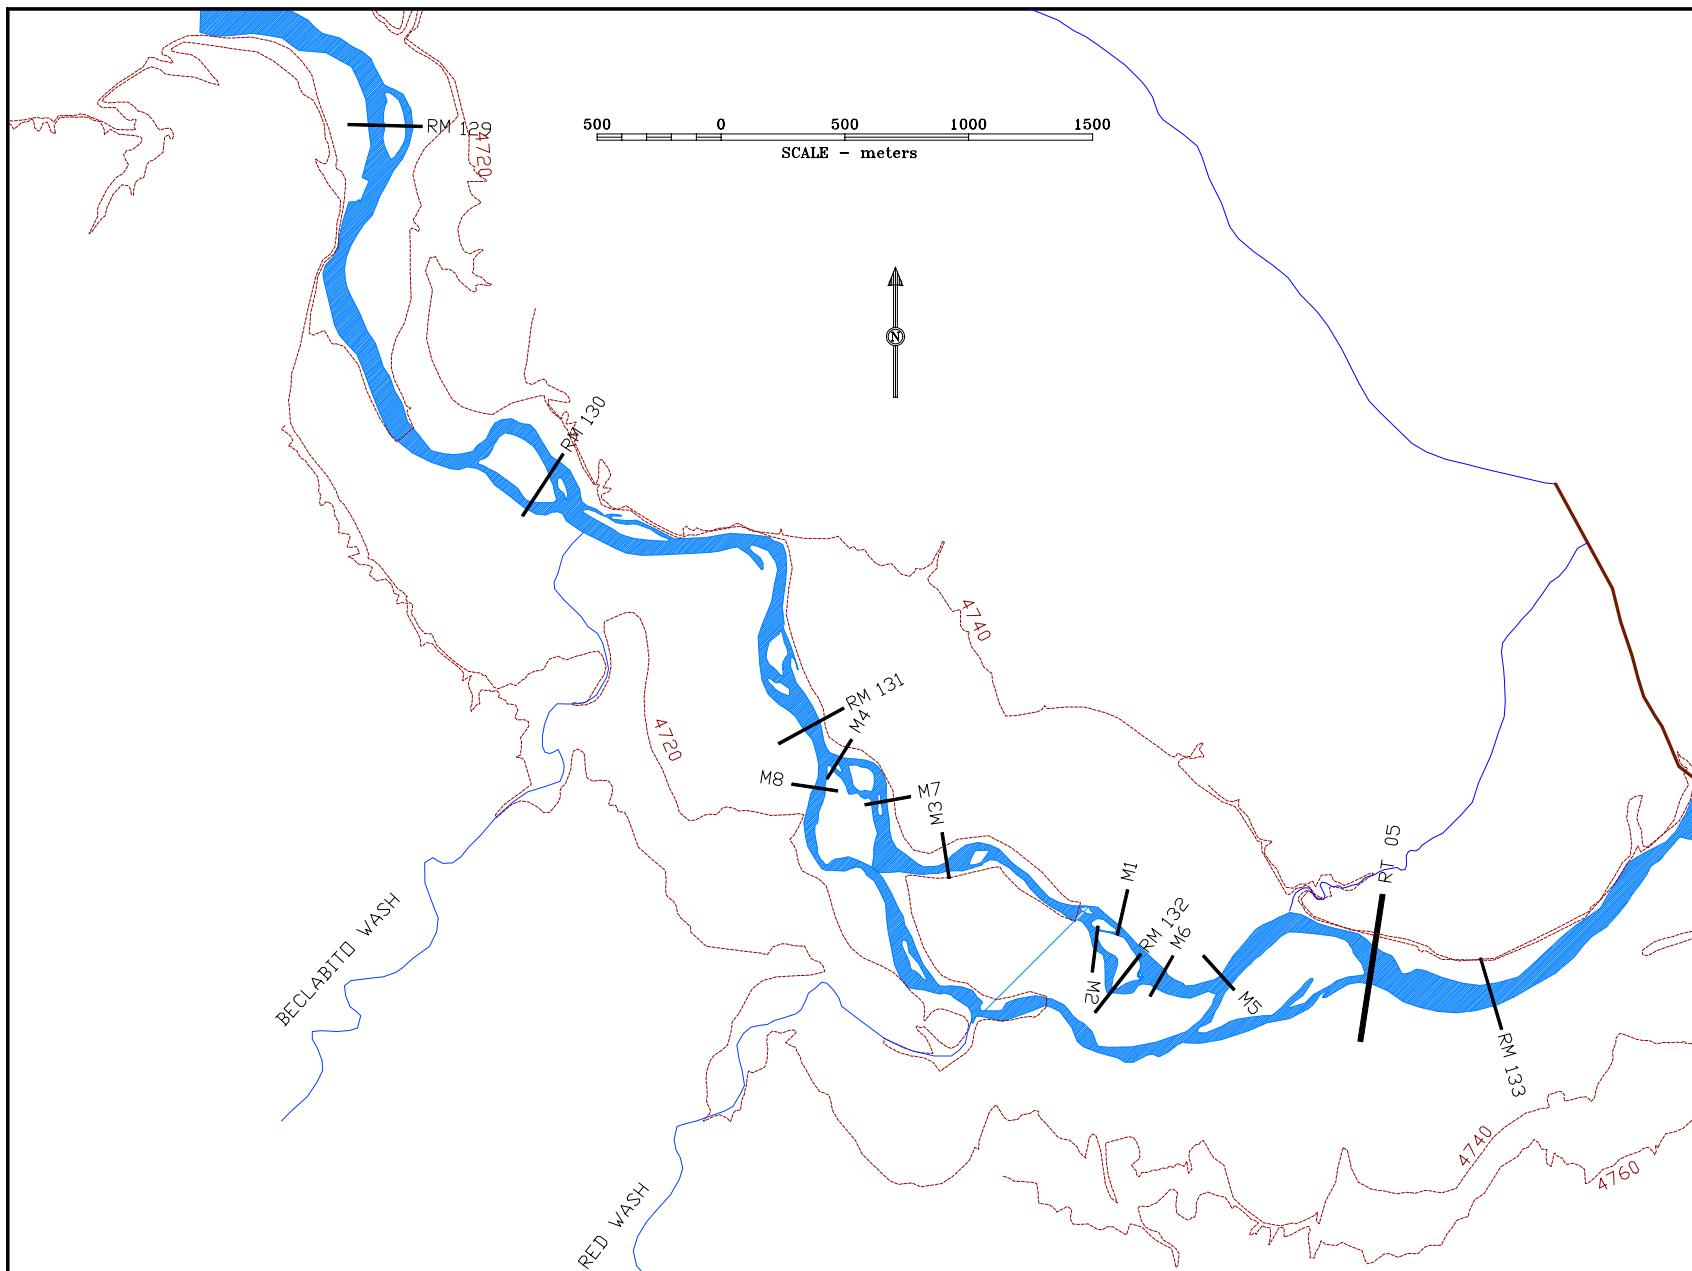 RM 129
4720
500 0 500 1000 1500
SCALE - meters
N
RM 130
4740
RM 131
M4
4720
M8
M7
M3
RT 05
M1
RM 132
M6
M2
M5
BECLABITO WASH
RM 133
4740
4760
RED WASH